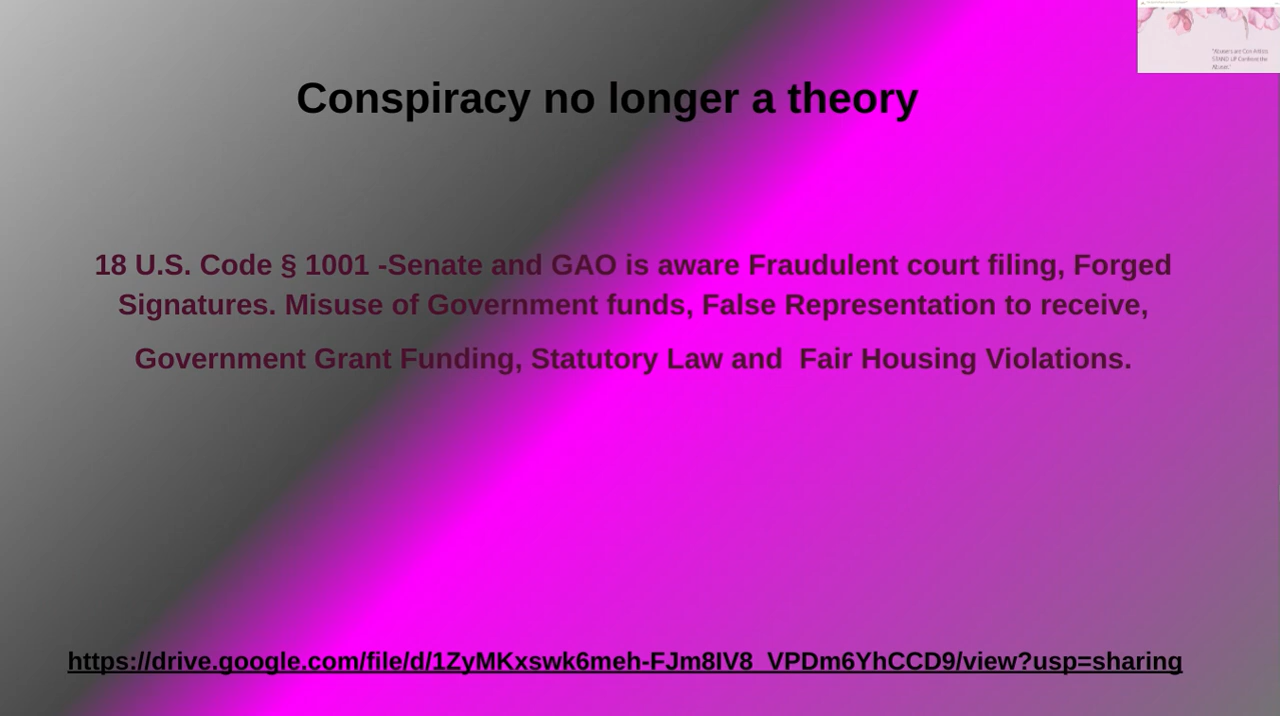 Conspiracy no longer a theory
18 U.S. Code § 1001 -Senate and GAO is aware Fraudulent court filing, Forged
Signatures. Misuse of Government funds, False Representation to receive,
Government Grant Funding, Statutory Law and  Fair Housing Violations.
https://drive.google.com/file/d/1ZyMKxswk6meh-FJm8IV8_VPDm6YhCCD9/view?usp=sharing